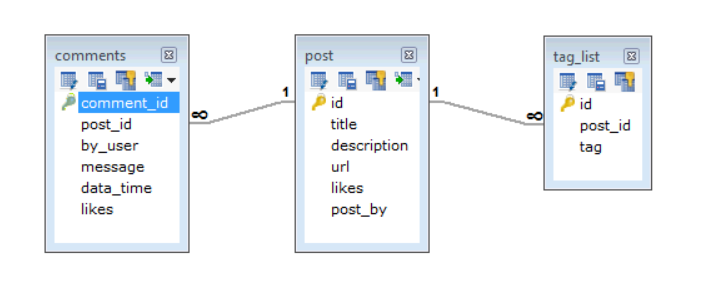 comments
comment_id
post_id
by_user
message
data_time
likes
∞
1
post
id
title
description
url
likes
post_by
1
∞
tag_list
id
post_id
tag